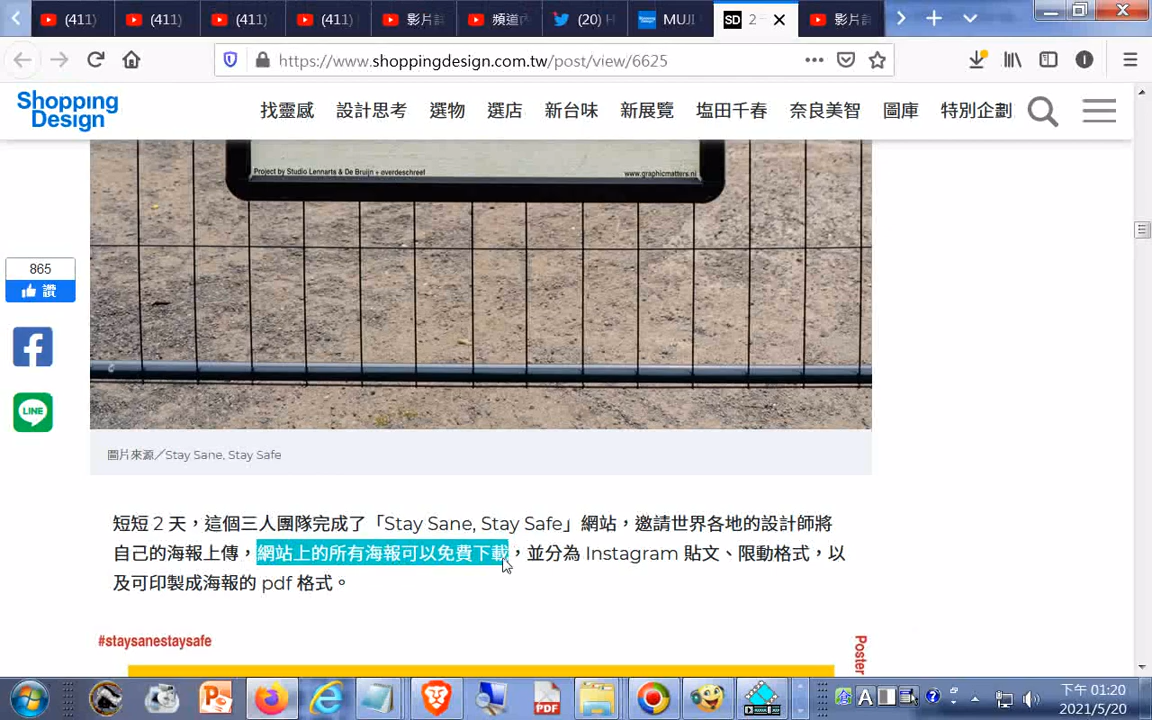 (411)
(411)
(411)
(411)
影片
頻道
(20)
MUJI
SD 2
影片
https://www.shoppingdesign.com.tw/post/view/6625
Shopping
Design
找靈感
設計思考
選物
選店
新台味
新展覽
塩田千春
奈良美智
圖庫
特別企劃
Project by Studio Lennarts & De Bruijn + overdeschreef
www.graphicmatters.nl
865
讚
LINE
圖片來源／Stay Sane, Stay Safe
短短 2 天，這個三人團隊完成了「Stay Sane, Stay Safe」網站，邀請世界各地的設計師將
自己的海報上傳，網站上的所有海報可以免費下載，並分為 Instagram 貼文、限動格式，以
及可印製成海報的 pdf 格式。
#staysanestaysafe
Poster
PDF
下午 01:20
2021/5/20